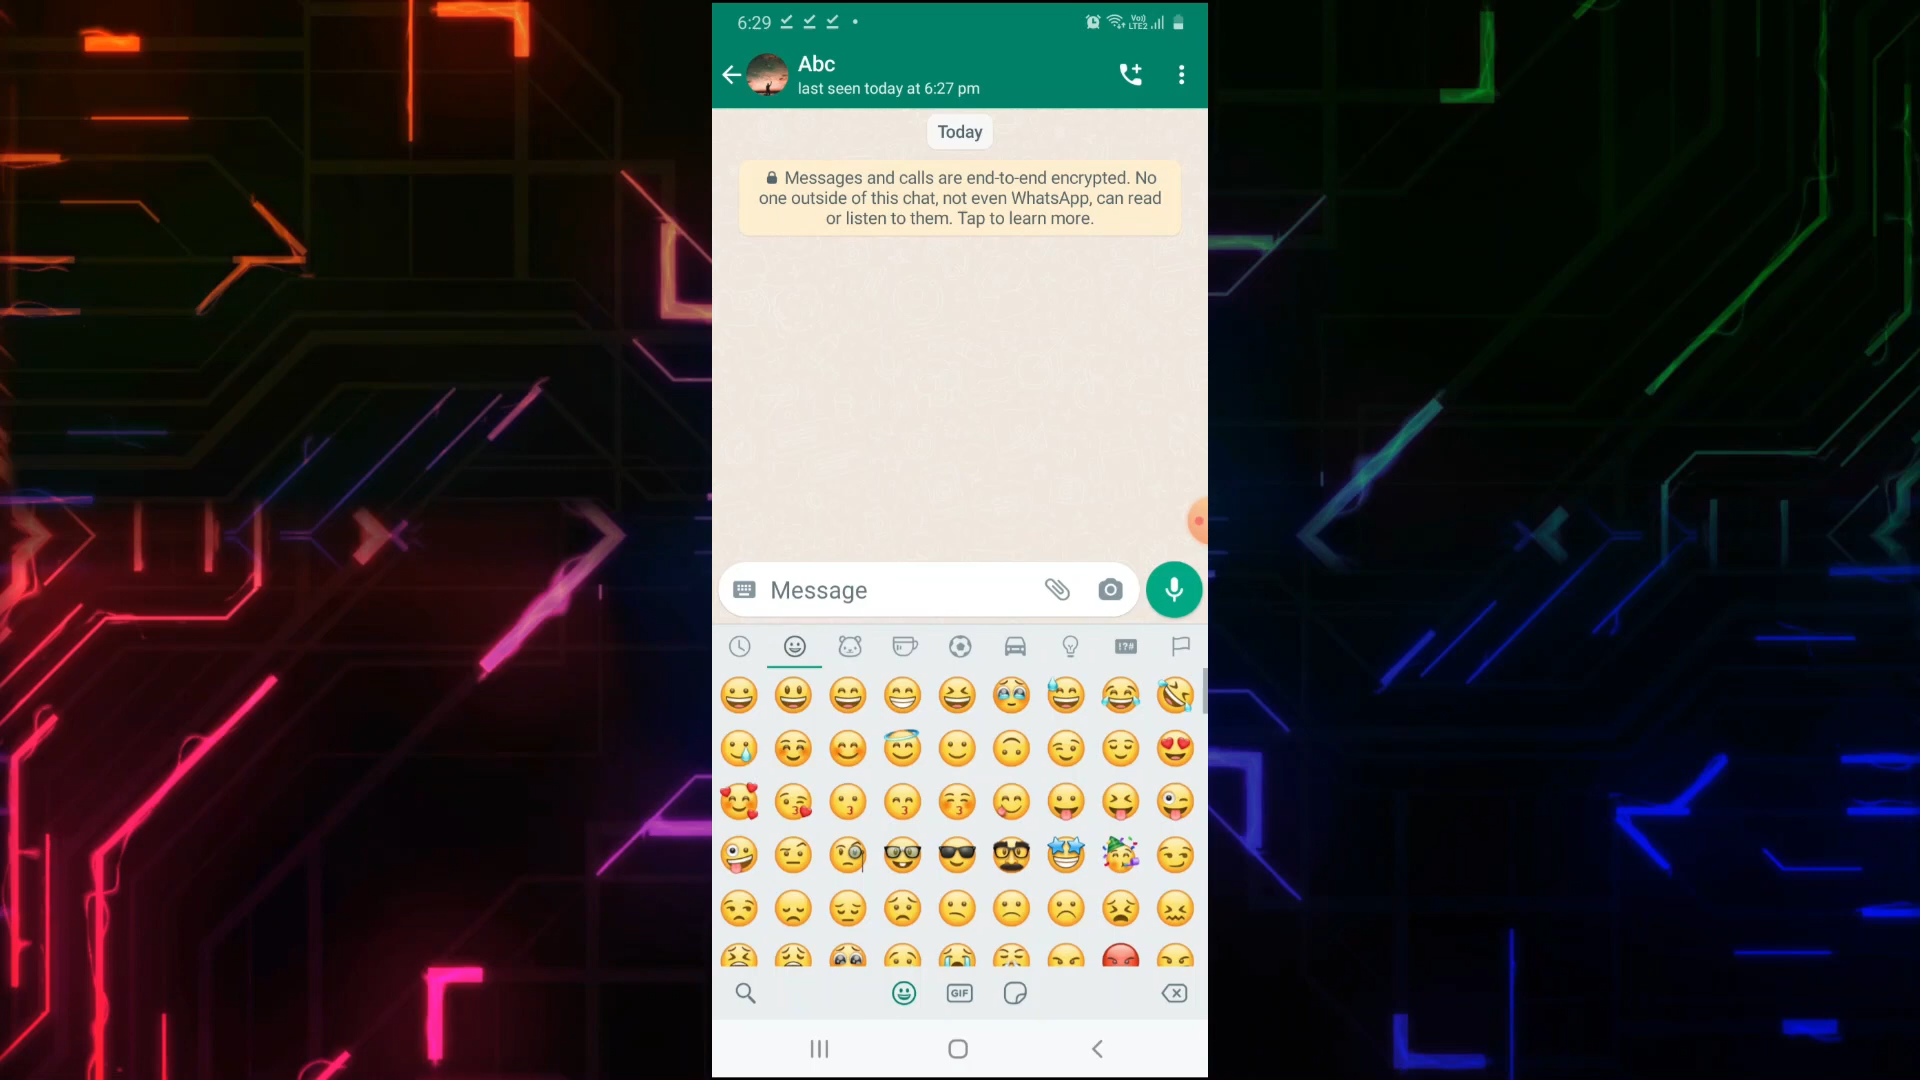 6:29
Vo)) LTE2
Abc
last seen today at 6:27 pm
Today
Messages and calls are end-to-end encrypted. No
one outside of this chat, not even WhatsApp, can read
or listen to them. Tap to learn more.
Message
!?#
GIF